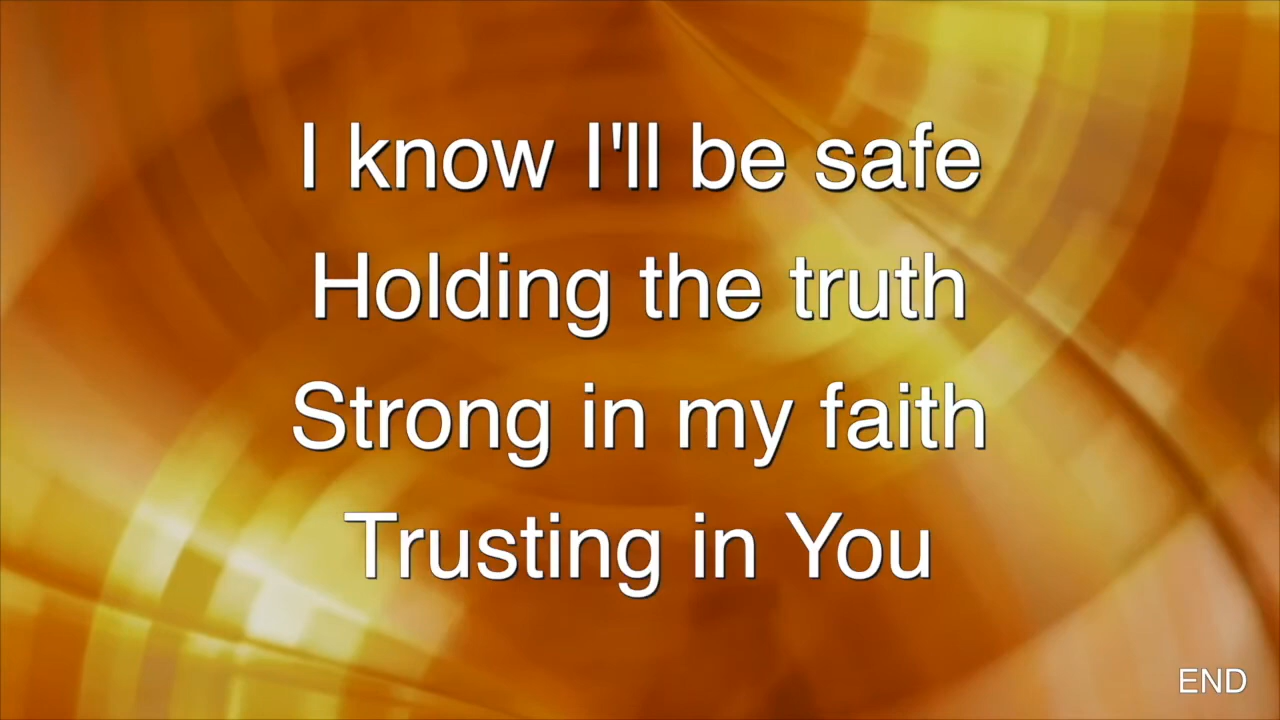 I know I'll be safe
Holding the truth
Strong in my faith
Trusting in You
END